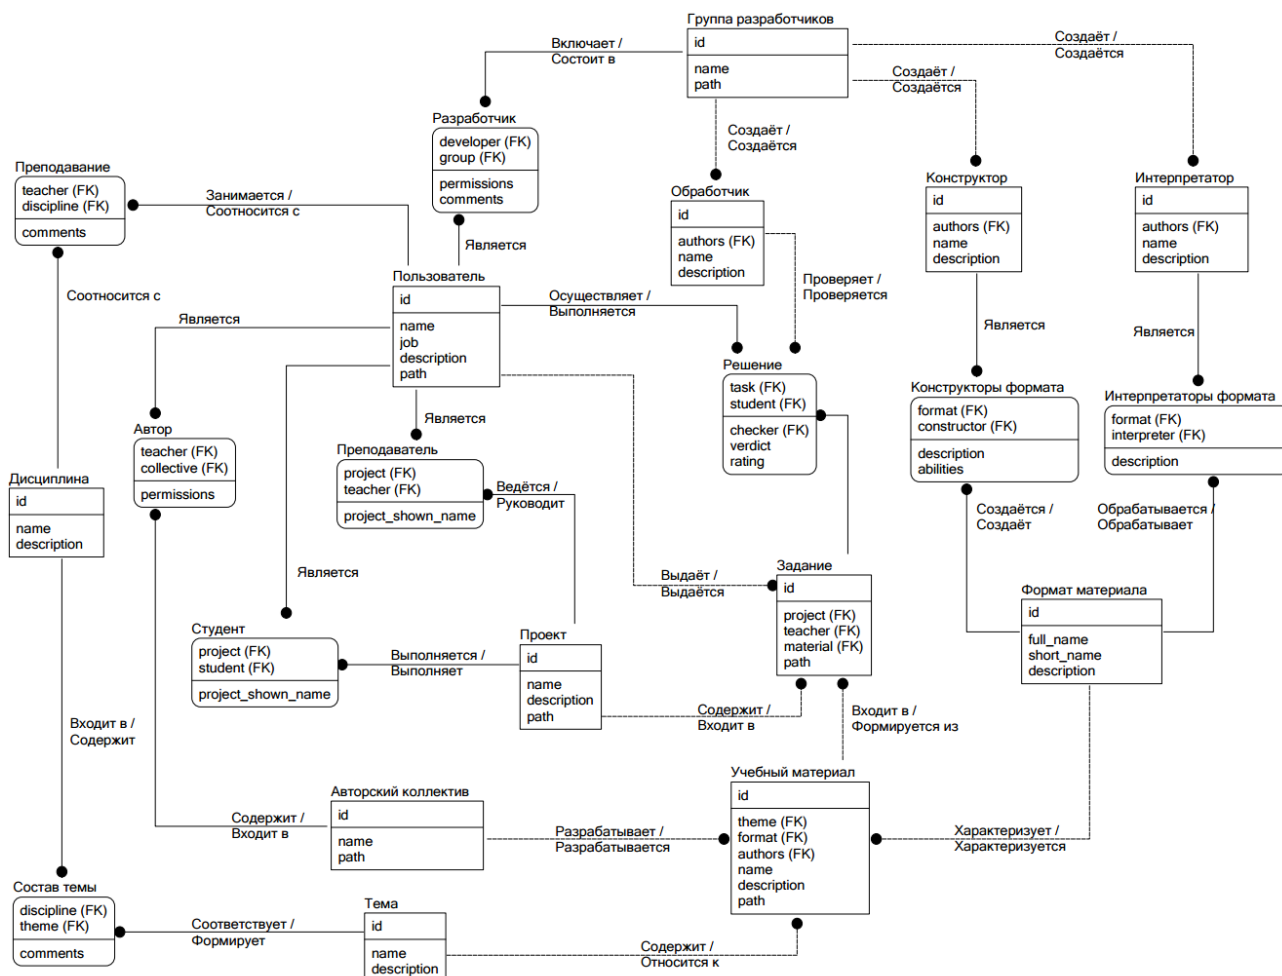 Группа разработчиков
id
name
path
Включает /
Состоит в
Создаёт /
Создаётся
Создаёт /
Создаётся
Создаёт /
Создаётся
Разработчик
developer (FK)
group (FK)
permissions
comments
Преподавание
teacher (FK)
discipline (FK)
comments
Занимается /
Соотносится с
Является
Обработчик
id
authors (FK)
name
description
Конструктор
id
authors (FK)
name
description
Интерпретатор
id
authors (FK)
name
description
Соотносится с
Пользователь
id
name
job
description
path
Осуществляет /
Выполняется
Проверяет /
Проверяется
Является
Является
Является
Решение
task (FK)
student (FK)
checker (FK)
verdict
rating
Конструкторы формата
format (FK)
constructor (FK)
description
abilities
Интерпретаторы формата
format (FK)
interpreter (FK)
description
Является
Автор
teacher (FK)
collective (FK)
permissions
Преподаватель
project (FK)
teacher (FK)
project_shown_name
Ведётся /
Руководит
Дисциплина
id
name
description
Создаётся /
Создаёт
Обрабатывается /
Обрабатывает
Является
Выдаёт /
Выдаётся
Задание
id
project (FK)
teacher (FK)
material (FK)
path
Формат материала
id
full_name
short_name
description
Студент
project (FK)
student (FK)
project_shown_name
Выполняется /
Выполняет
Проект
id
name
description
path
Содержит /
Входит в
Входит в /
Формируется из
Входит в /
Содержит
Учебный материал
id
theme (FK)
format (FK)
authors (FK)
name
description
path
Авторский коллектив
id
name
path
Содержит /
Входит в
Разрабатывает /
Разрабатывается
Характеризует /
Характеризуется
Состав темы
discipline (FK)
theme (FK)
comments
Соответствует /
Формирует
Тема
id
name
description
Содержит /
Относится к